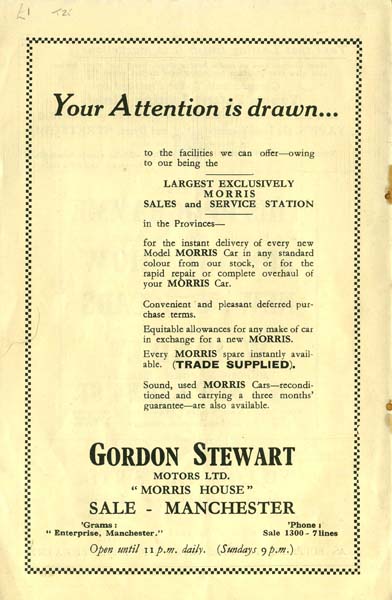 Your Attention is drawn...
to the facilities we can offer—owing
to our being the
LARGEST EXCLUSIVELY
MORRIS
SALES and SERVICE STATION
in the Provinces—
for the instant delivery of every new
Model MORRIS Car in any standard
colour from our stock, or for the
rapid repair or complete overhaul of
your MORRIS Car.
Convenient and pleasant deferred pur-
chase terms.
Equitable allowances for any make of car
in exchange for a new MORRIS.
Every MORRIS spare instantly avail-
able. (TRADE SUPPLIED).
Sound, used MORRIS Cars—recondi-
tioned and carrying a three months'
guarantee—are also available.
GORDON STEWART
MOTORS LTD.
"MORRIS HOUSE"
SALE - MANCHESTER
'Grams: 'Phone:
"Enterprise, Manchester." Sale 1300 - 7 lines
Open until 11 p.m. daily. (Sundays 9 p.m.)